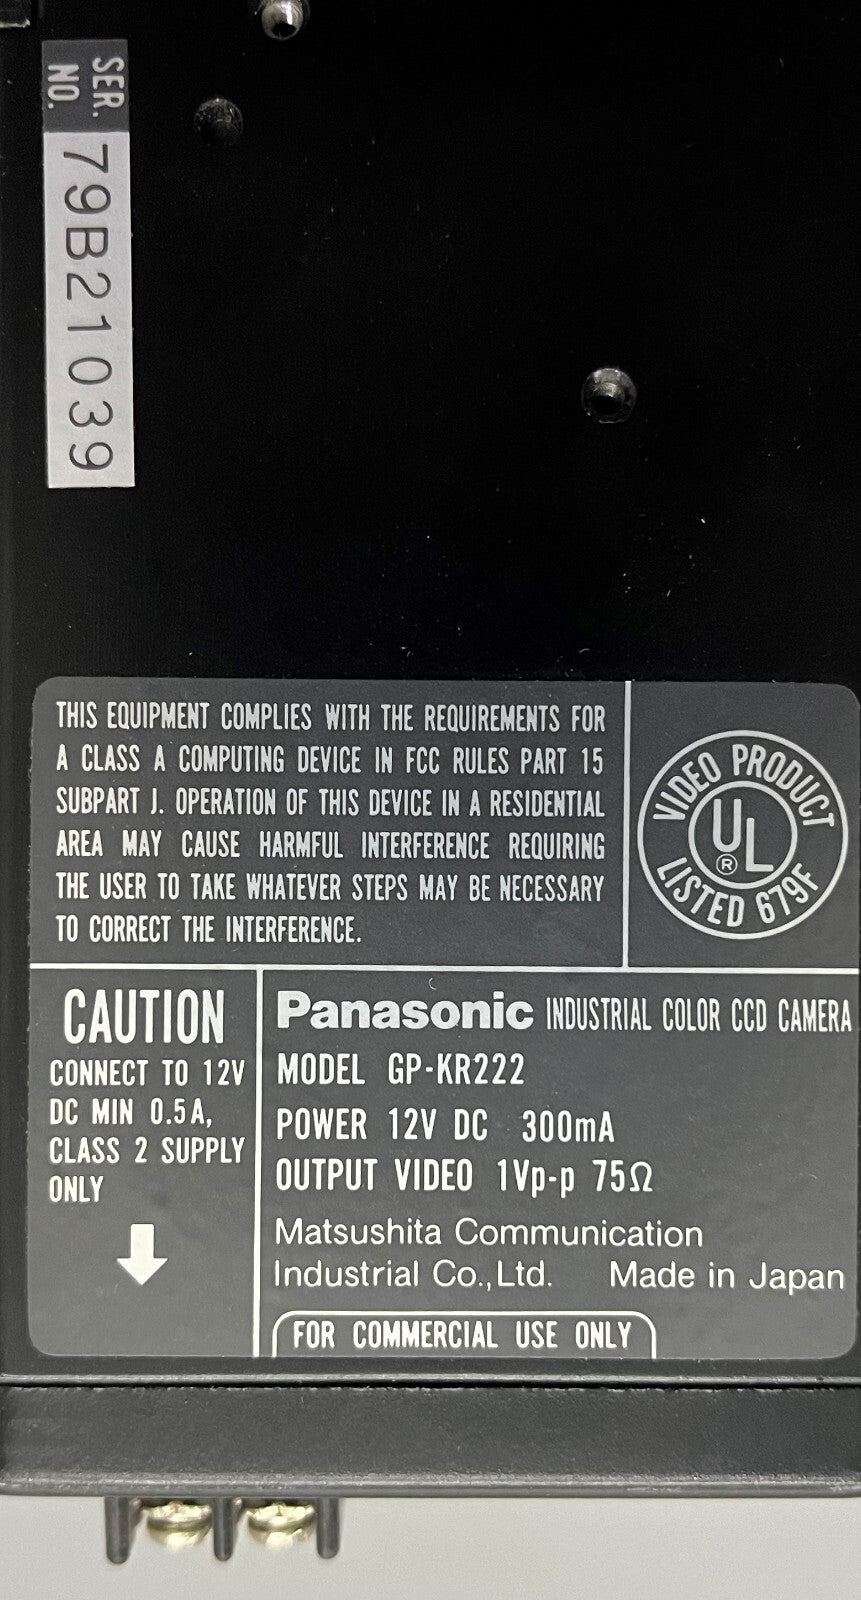 SER.
NO.
79B21039
THIS EQUIPMENT COMPLIES WITH THE REQUIREMENTS FOR
A CLASS A COMPUTING DEVICE IN FCC RULES PART 15
SUBPART J. OPERATION OF THIS DEVICE IN A RESIDENTIAL
AREA MAY CAUSE HARMFUL INTERFERENCE REQUIRING
THE USER TO TAKE WHATEVER STEPS MAY BE NECESSARY
TO CORRECT THE INTERFERENCE.
VIDEO PRODUCT
UL®
LISTED 679F
CAUTION
CONNECT TO 12V
DC MIN 0.5A,
CLASS 2 SUPPLY
ONLY
Panasonic INDUSTRIAL COLOR CCD CAMERA
MODEL GP-KR222
POWER 12V DC 300mA
OUTPUT VIDEO 1Vp-p 75Ω
Matsushita Communication
Industrial Co.,Ltd. Made in Japan
FOR COMMERCIAL USE ONLY